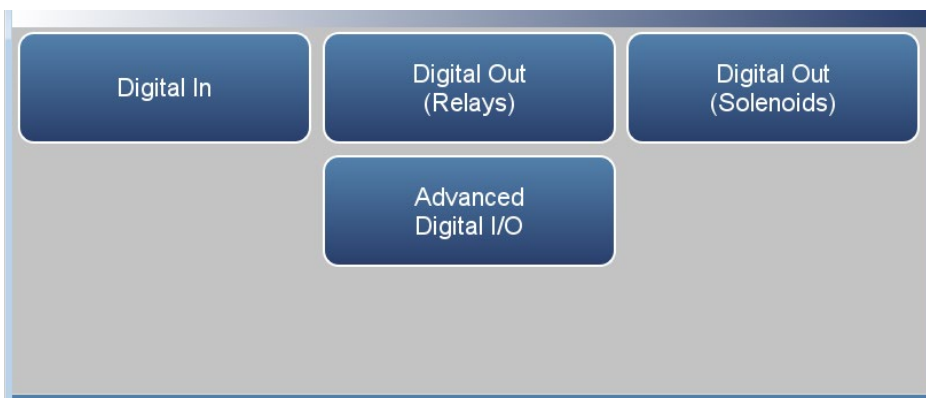 Digital In
Digital Out
(Relays)
Digital Out
(Solenoids)
Advanced
Digital I/O